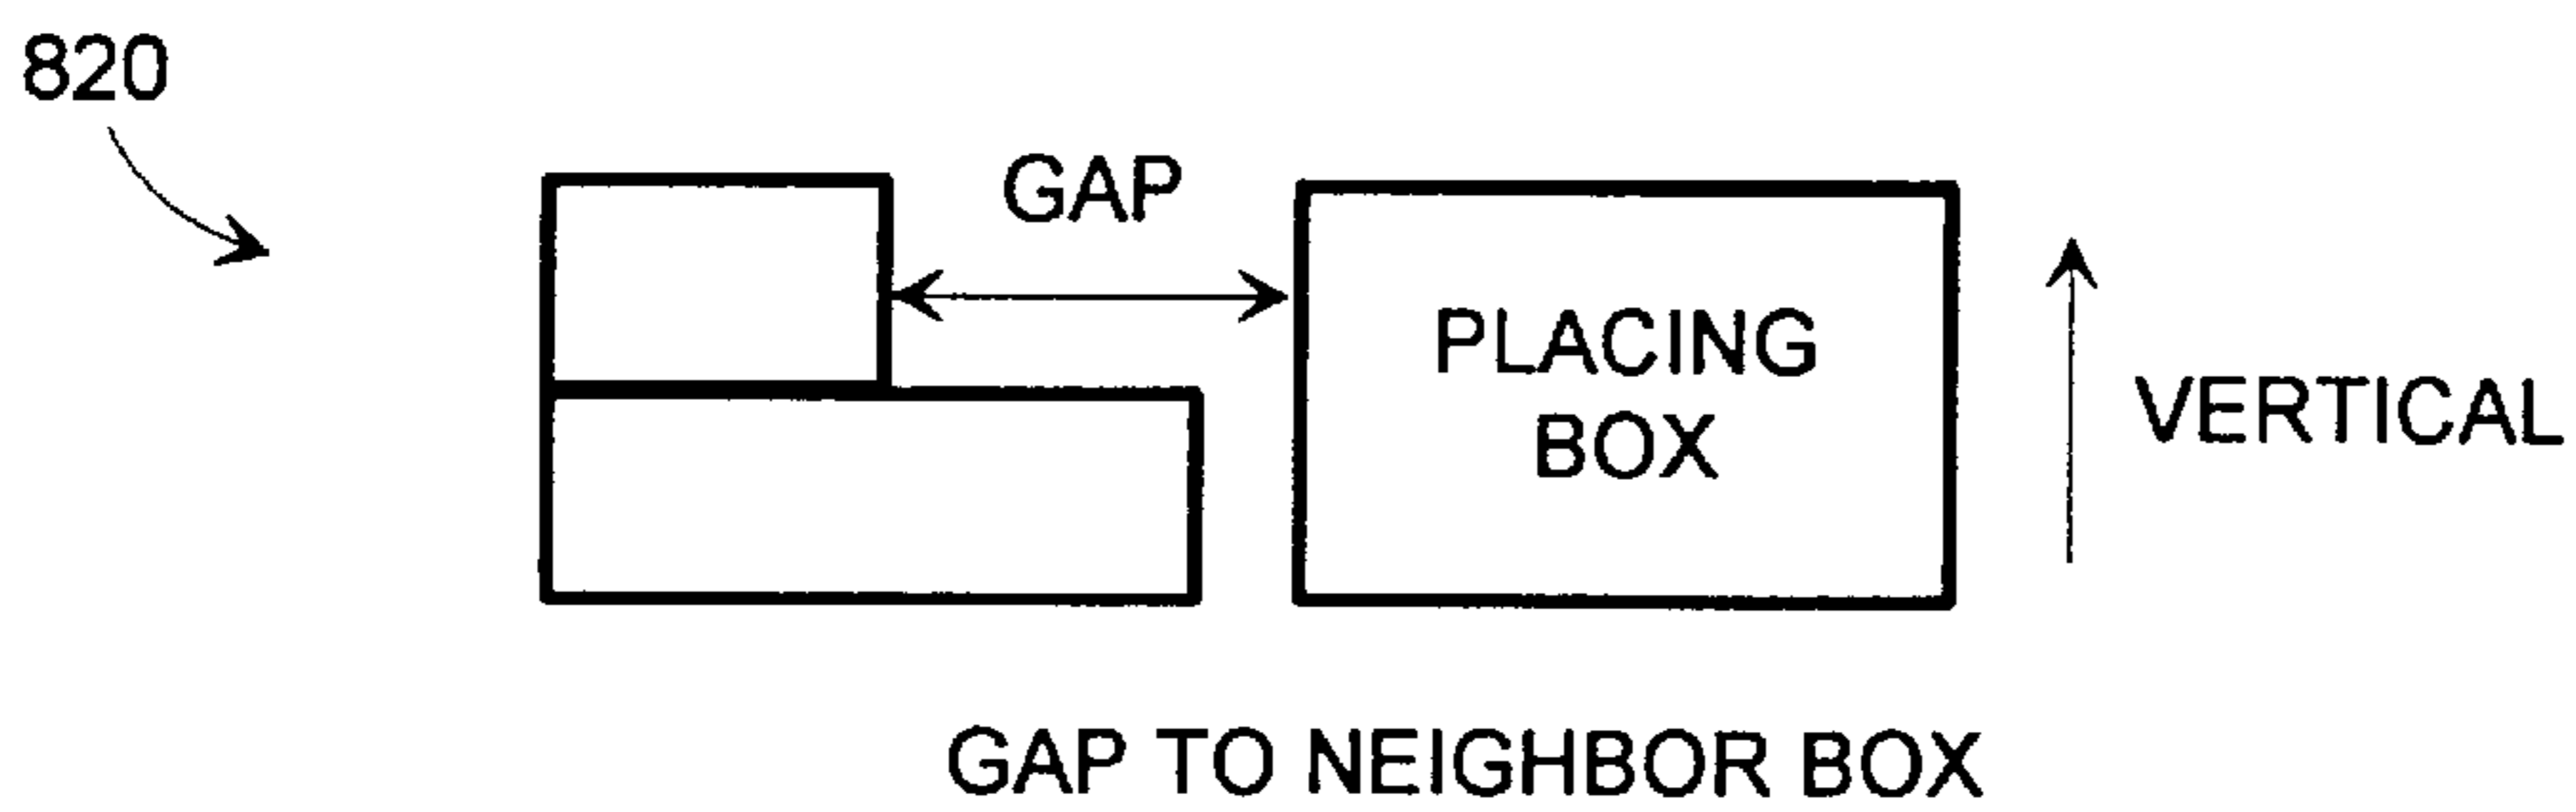 820
GAP
PLACING
BOX
VERTICAL
GAP TO NEIGHBOR BOX